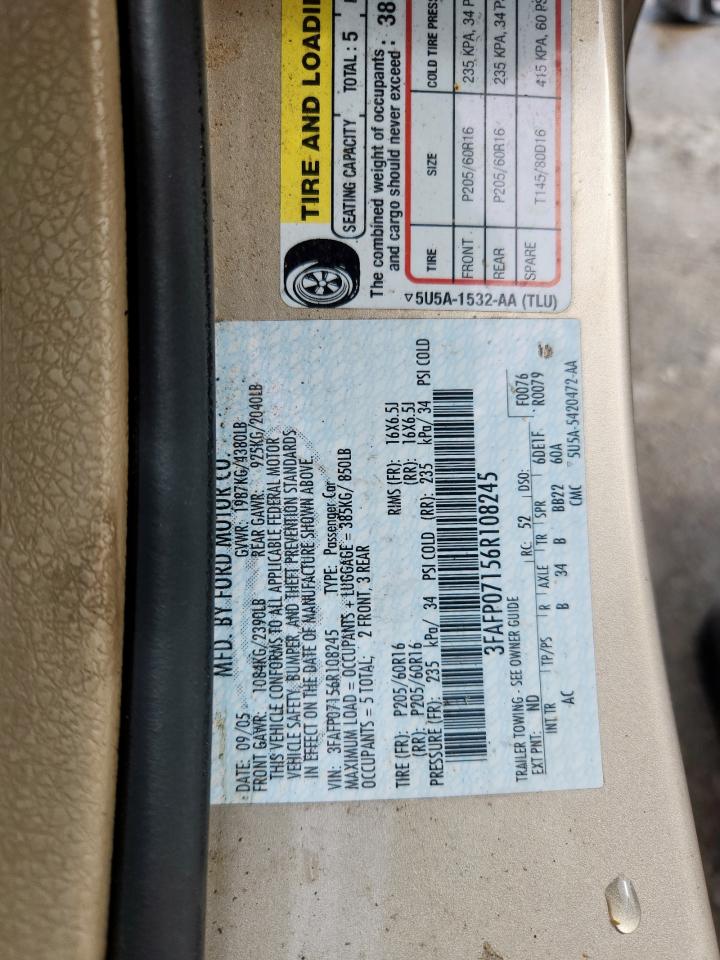 MFD. BY FORD MOTOR CO.
DATE: 09/05 GVWR: 1987KG/4380LB
FRONT GAWR: 1084KG/2390LB REAR GAWR: 925KG/2040LB
THIS VEHICLE CONFORMS TO ALL APPLICABLE FEDERAL MOTOR
VEHICLE SAFETY, BUMPER, AND THEFT PREVENTION STANDARDS
IN EFFECT ON THE DATE OF MANUFACTURE SHOWN ABOVE.
VIN: 3FAFP07156R108245 TYPE: Passenger Car
MAXIMUM LOAD = OCCUPANTS + LUGGAGE = 385KG/ 850LB
OCCUPANTS = 5 TOTAL; 2 FRONT, 3 REAR
TIRE (FR): P205/60R16 RIMS (FR): 16X6.5J
(RR): P205/60R16 (RR): 16X6.5J
PRESSURE (FR): 235 kPa/ 34 PSI COLD (RR): 235 kPa/ 34 PSI COLD
3FAFP07156R108245
F0076
TRAILER TOWING - SEE OWNER GUIDE R0079
EXT PNT: ND RC: 52 DSO: 6DE1F
INT TR TP/PS R AXLE TR SPR 60A
AC B 34 B BB22
CMC ▽5U5A-5420472-AA
TIRE AND LOADI
SEATING CAPACITY TOTAL : 5
The combined weight of occupants
and cargo should never exceed : 38
TIRE SIZE COLD TIRE PRES
FRONT P205/60R16 235 KPA, 34 P
REAR P205/60R16 235 KPA, 34 PS
SPARE T145/80D16 415 KPA, 60 PS
▽5U5A-1532-AA (TLU)